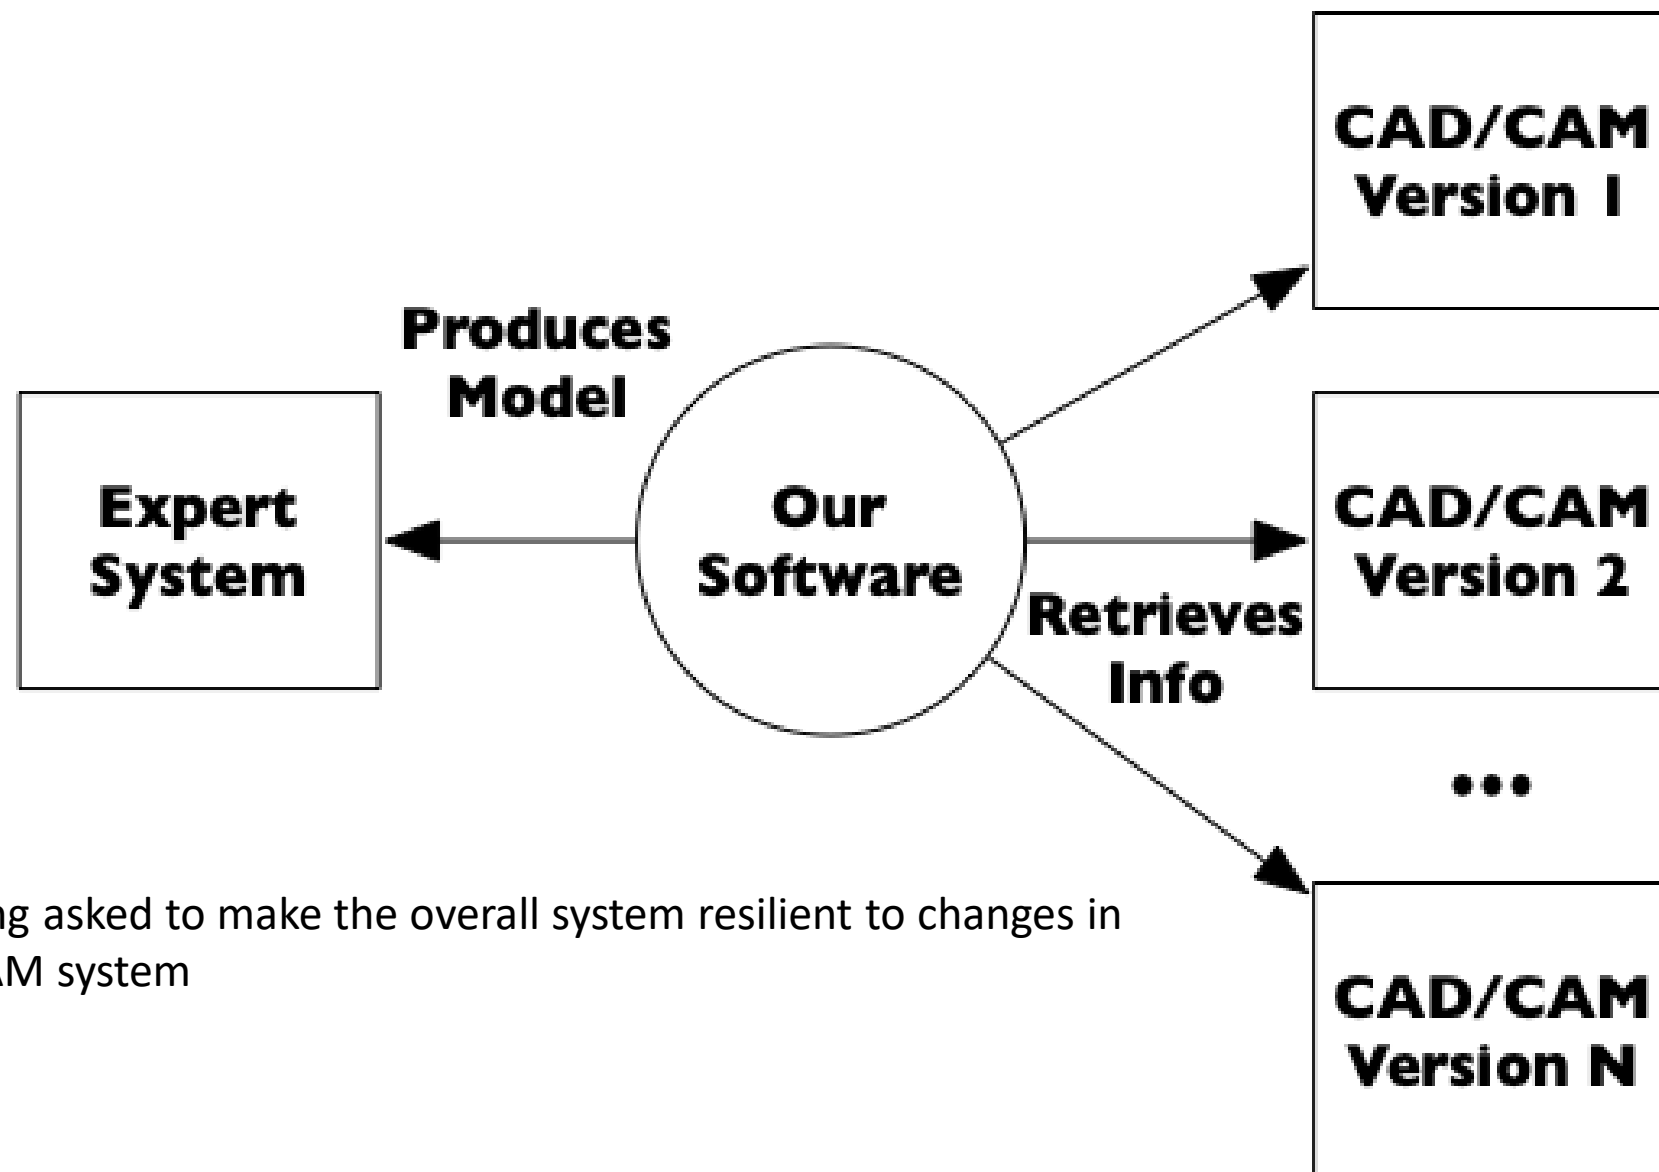 CAD/CAM
Version 1
Produces
Model
Expert
System
Our
Software
CAD/CAM
Version 2
Retrieves
Info
...
asked to make the overall system resilient to changes in
system
CAD/CAM
Version N